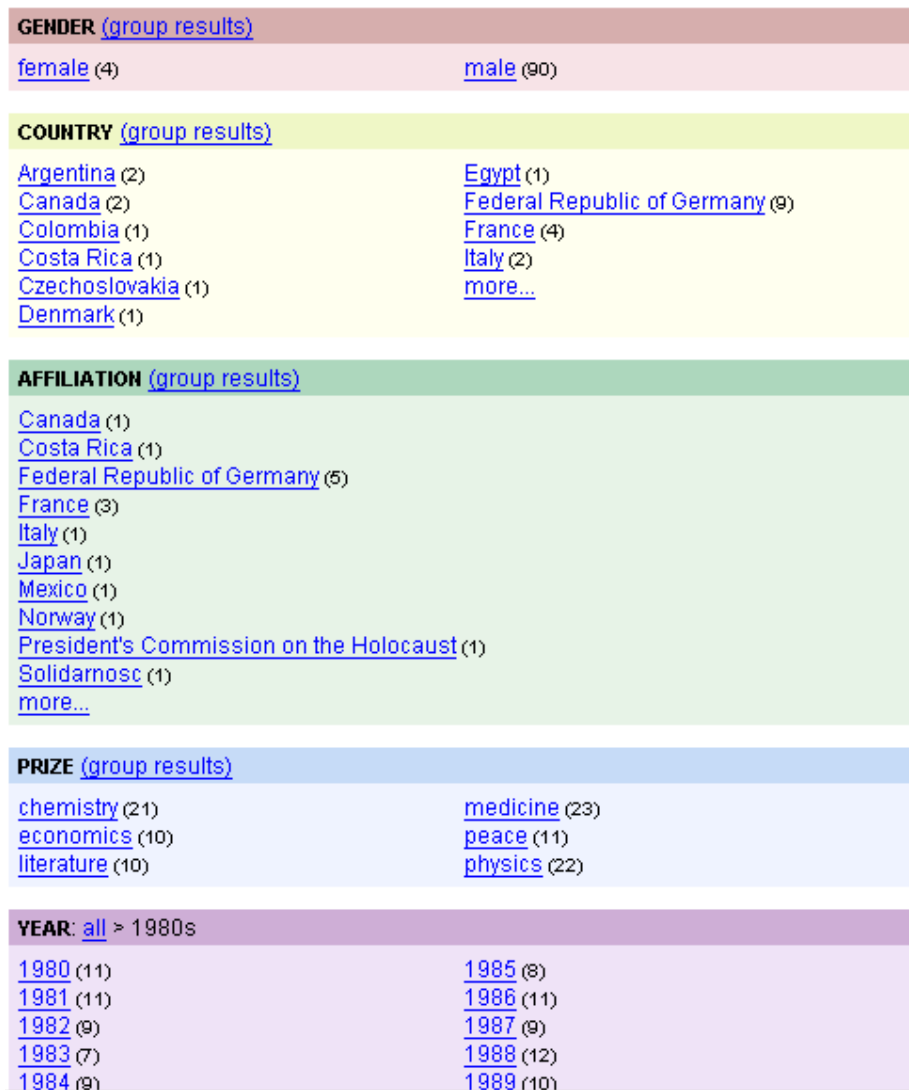 GENDER (group results)
female (4)
male (90)
COUNTRY (group results)
Argentina (2)
Canada (2)
Colombia (1)
Costa Rica (1)
Czechoslovakia (1)
Denmark (1)
Egypt (1)
Federal Republic of Germany (9)
France (4)
Italy (2)
more...
AFFILIATION (group results)
Canada (1)
Costa Rica (1)
Federal Republic of Germany (5)
France (3)
Italy (1)
Japan (1)
Mexico (1)
Norway (1)
President's Commission on the Holocaust (1)
Solidarnosc (1)
more...
PRIZE (group results)
chemistry (21)
economics (10)
literature (10)
medicine (23)
peace (11)
physics (22)
YEAR: all > 1980s
1980 (11)
1981 (11)
1982 (9)
1983 (7)
1984 (9)
1985 (8)
1986 (11)
1987 (9)
1988 (12)
1989 (10)